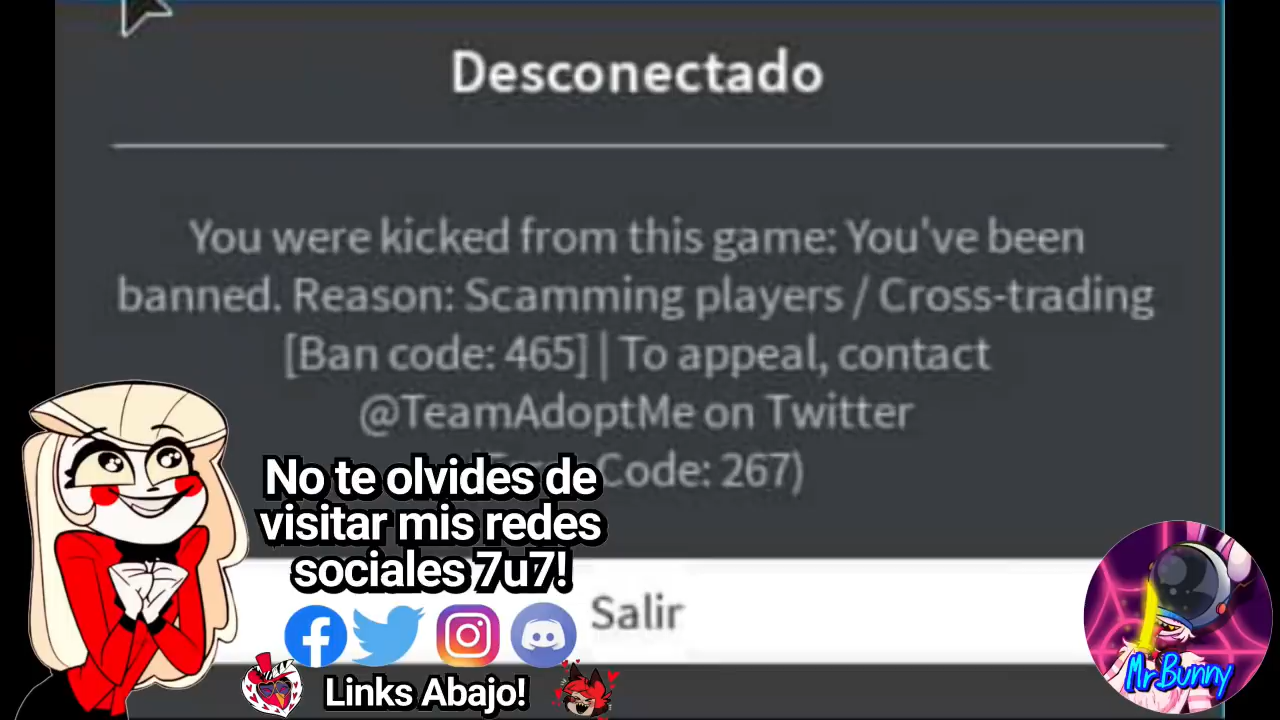 Desconectado
You were kicked from this game: You've been
banned. Reason: Scamming players / Cross-trading
[Ban code: 465] | To appeal, contact
@TeamAdoptMe on Twitter
Code: 267)
No te olvides de
visitar mis redes
sociales 7u7!
Salir
Links Abajo!
Mr.Bunny